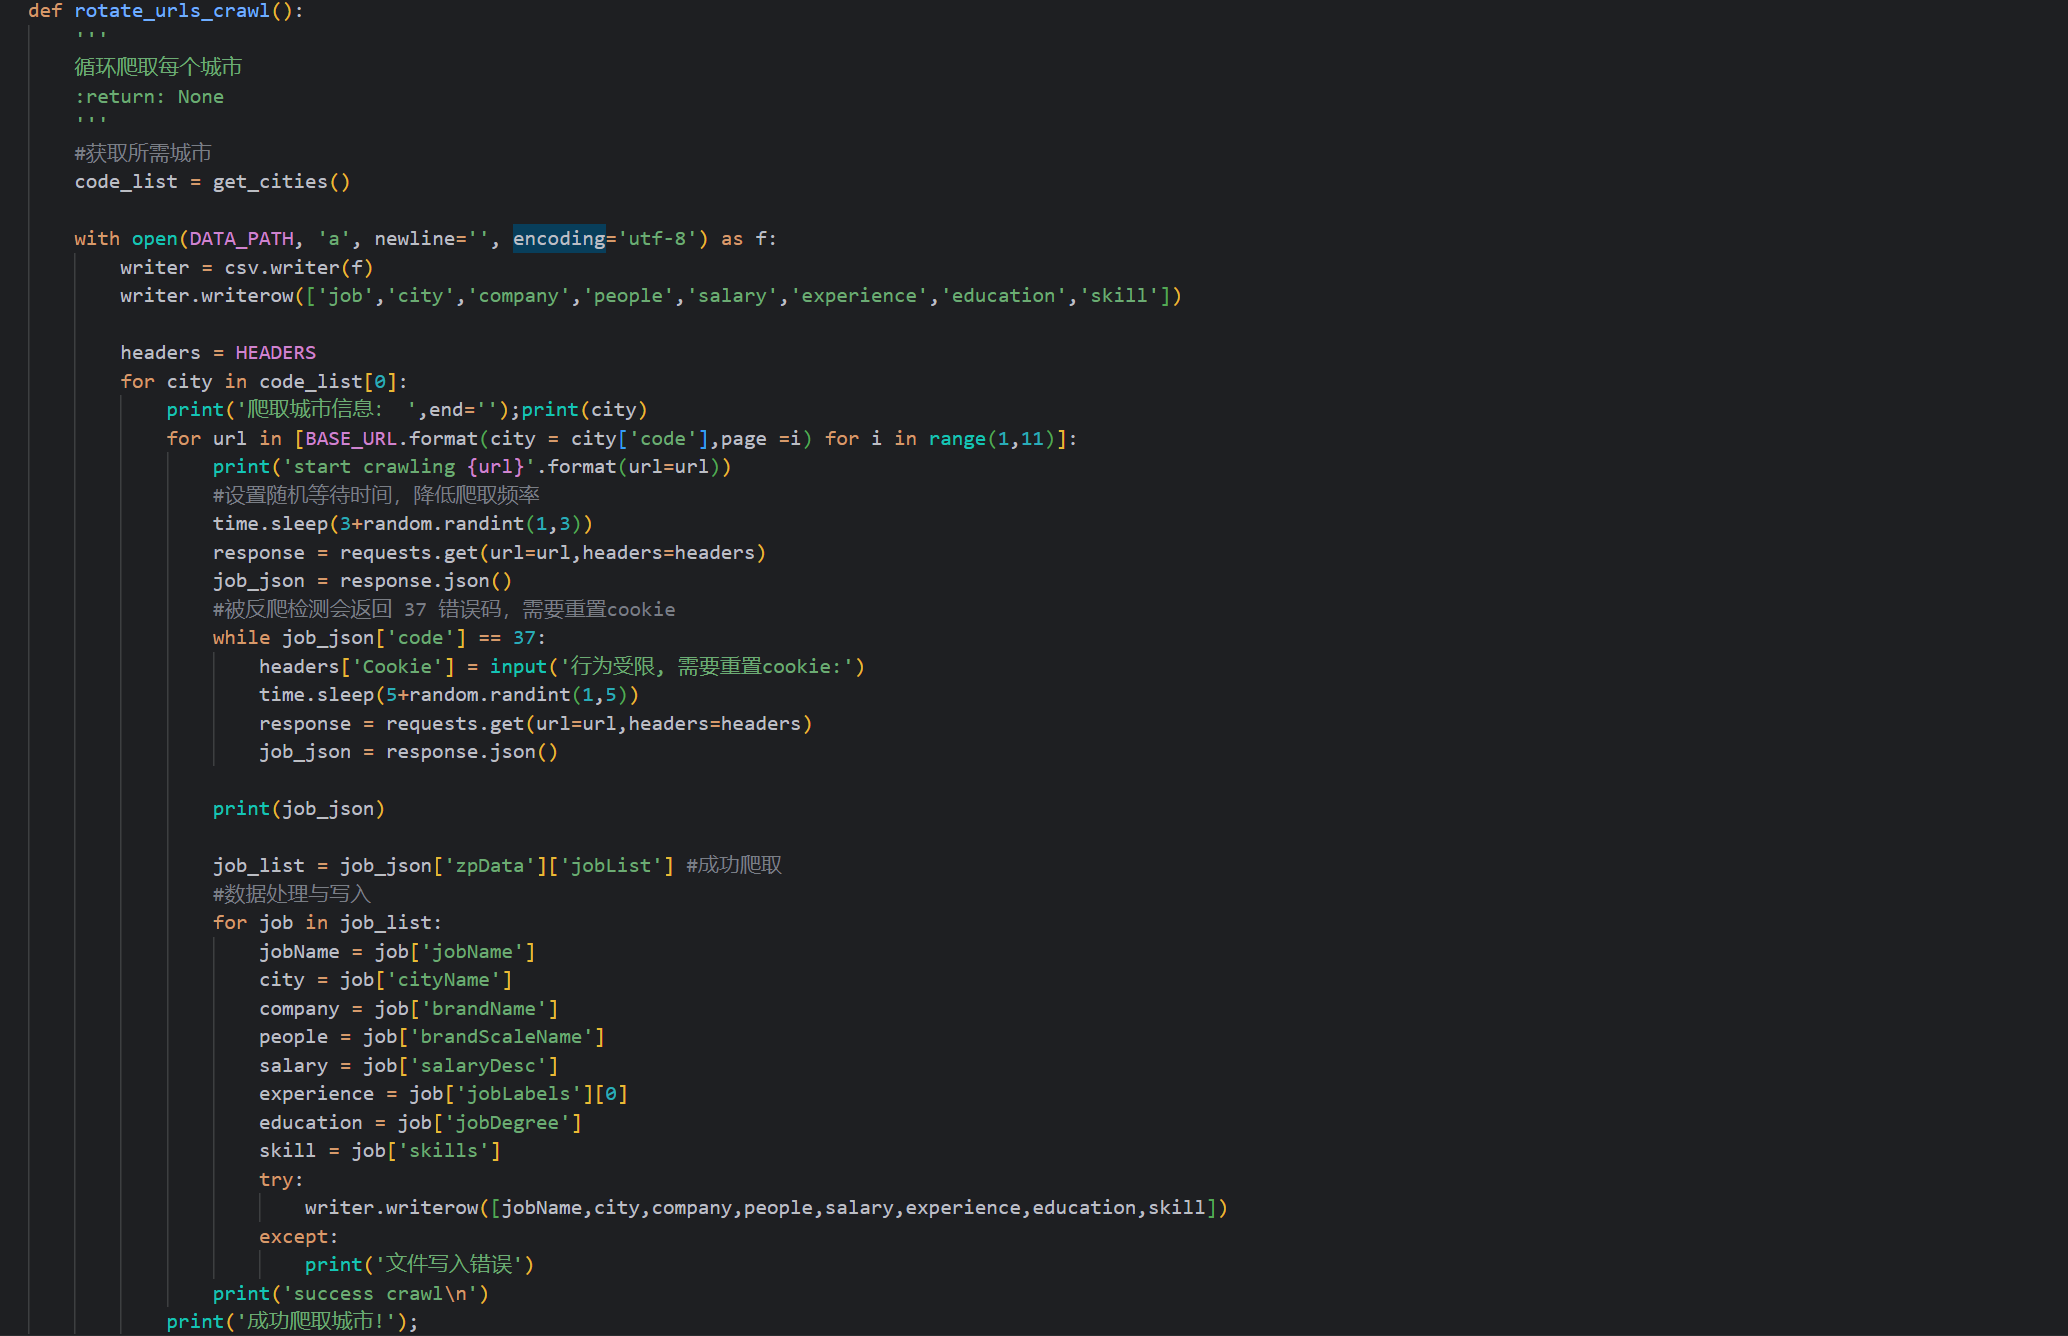 def rotate_urls_crawl():
    '''
    循环爬取每个城市
    :return: None
    '''
    #获取所需城市
    code_list = get_cities()
    with open(DATA_PATH, 'a', newline='', encoding='utf-8') as f:
        writer = csv.writer(f)
        writer.writerow(['job','city','company','people','salary','experience','education','skill'])
        headers = HEADERS
        for city in code_list[0]:
            print('爬取城市信息： ',end='');print(city)
            for url in [BASE_URL.format(city = city['code'],page =i) for i in range(1,11)]:
                print('start crawling {url}'.format(url=url))
                #设置随机等待时间，降低爬取频率
                time.sleep(3+random.randint(1,3))
                response = requests.get(url=url,headers=headers)
                job_json = response.json()
                #被反爬检测会返回 37 错误码，需要重置cookie
                while job_json['code'] == 37:
                    headers['Cookie'] = input('行为受限, 需要重置cookie:')
                    time.sleep(5+random.randint(1,5))
                    response = requests.get(url=url,headers=headers)
                    job_json = response.json()
                print(job_json)
                job_list = job_json['zpData']['jobList'] #成功爬取
                #数据处理与写入
                for job in job_list:
                    jobName = job['jobName']
                    city = job['cityName']
                    company = job['brandName']
                    people = job['brandScaleName']
                    salary = job['salaryDesc']
                    experience = job['jobLabels'][0]
                    education = job['jobDegree']
                    skill = job['skills']
                    try:
                        writer.writerow([jobName,city,company,people,salary,experience,education,skill])
                    except:
                        print('文件写入错误')
                print('success crawl\n')
            print('成功爬取城市!');